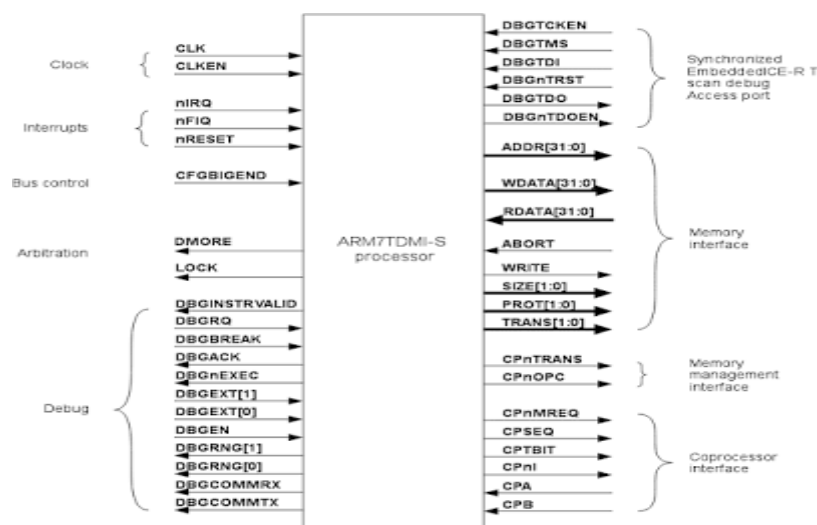 Clock
CLK
CLKEN
Interrupts
nIRQ
nFIQ
nRESET
Bus control
CFGBIGEND
Arbitration
DMORE
LOCK
Debug
DBGINSTRVALID
DBGRQ
DBGBREAK
DBGACK
DBGnEXEC
DBGEXT[1]
DBGEXT[0]
DBGEN
DBGRNG[1]
DBGRNG[0]
DBGCOMMRX
DBGCOMMTX
ARM7TDMI-S
processor
DBGTCKEN
DBGTMS
DBGTDI
DBGnTRST
DBGTDO
DBGnTDOEN
Synchronized
EmbeddedICE-R T
scan debug
Access port
ADDR[31:0]
WDATA[31:0]
RDATA[31:0]
ABORT
WRITE
SIZE[1:0]
PROT[1:0]
TRANS[1:0]
Memory
interface
CPnTRANS
CPnOPC
Memory
management
interface
CPnMREQ
CPSEQ
CPTBIT
CPnI
CPA
CPB
Coprocessor
interface